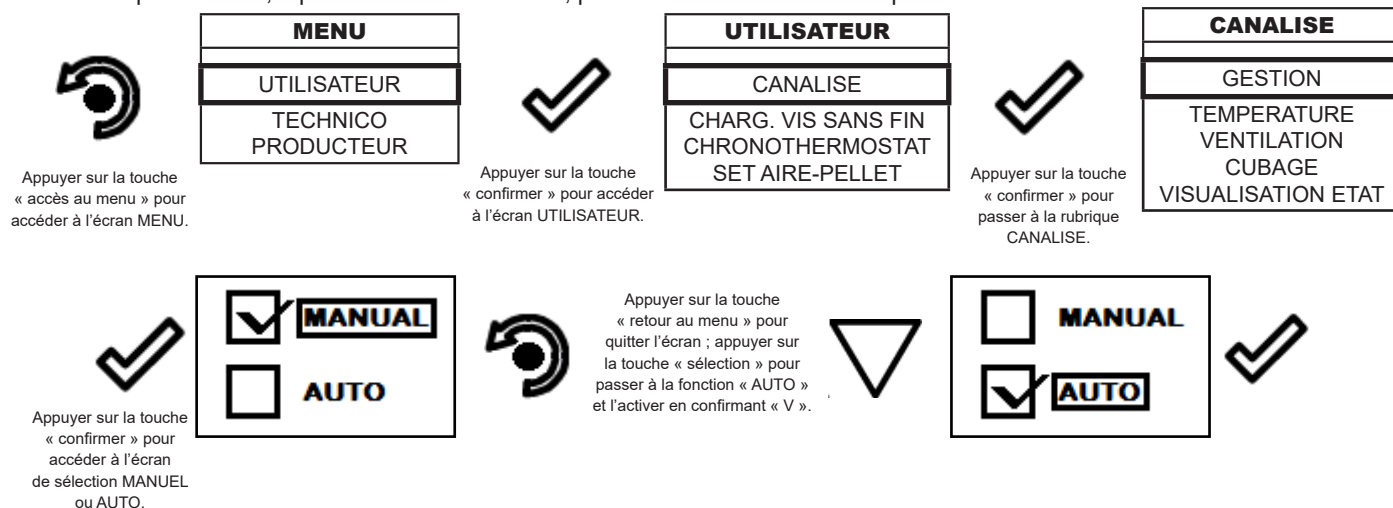 MENU
UTILISATEUR
TECHNICO
PRODUCTEUR
UTILISATEUR
CANALISE
CHARG. VIS SANS FIN
CHRONOTHERMOSTAT
SET AIRE-PELLET
CANALISE
GESTION
TEMPERATURE
VENTILATION
CUBAGE
VISUALISATION ETAT
Appuyer sur la touche
« accès au menu » pour
accéder à l’écran MENU.
Appuyer sur la touche
« confirmer » pour accéder
à l’écran UTILISATEUR.
Appuyer sur la touche
« confirmer » pour
passer à la rubrique
CANALISE.
Appuyer sur la touche
« confirmer » pour
accéder à l’écran
de sélection MANUEL
ou AUTO.
MANUAL
AUTO
Appuyer sur la touche
« retour au menu » pour
quitter l’écran ; appuyer sur
la touche « sélection » pour
passer à la fonction « AUTO »
et l’activer en confirmant « V ».
MANUAL
AUTO